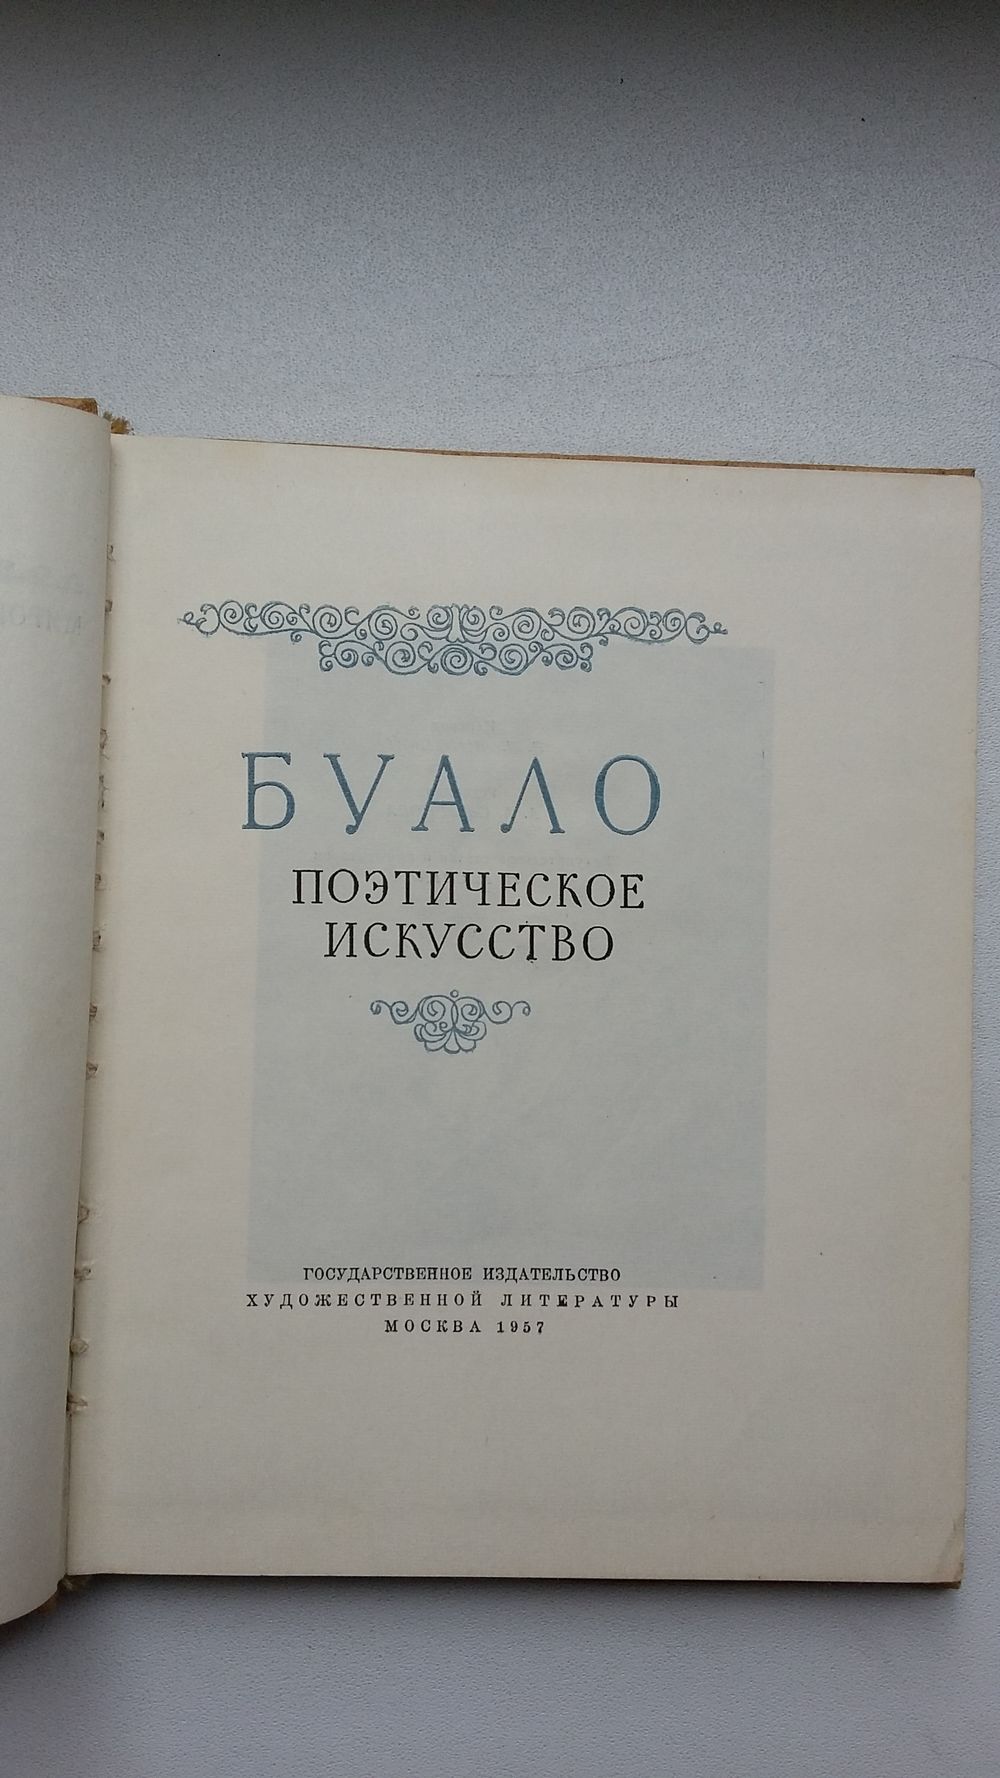 БУАЛО
ПОЭТИЧЕСКОЕ
ИСКУССТВО
ГОСУДАРСТВЕННОЕ ИЗДАТЕЛЬСТВО
ХУДОЖЕСТВЕННОЙ ЛИТЕРАТУРЫ
МОСКВА 1957